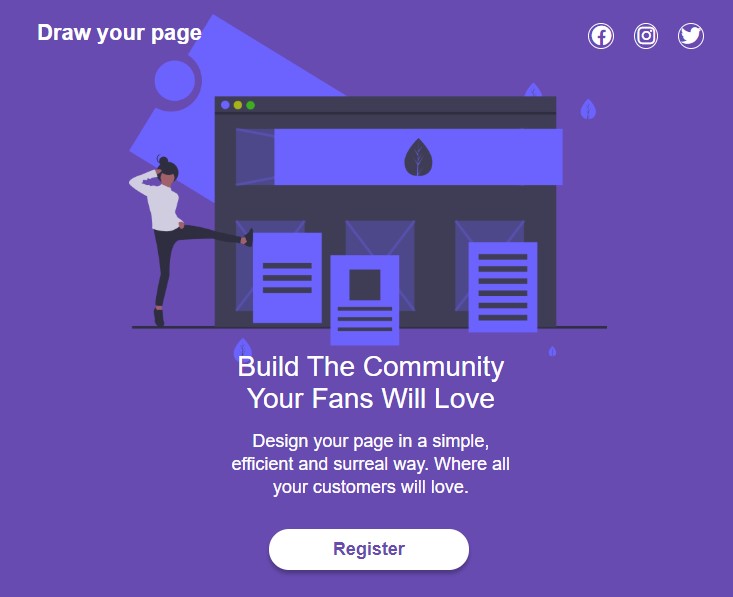 Draw your page
Build The Community
Your Fans Will Love
Design your page in a simple,
efficient and surreal way. Where all
your customers will love.
Register